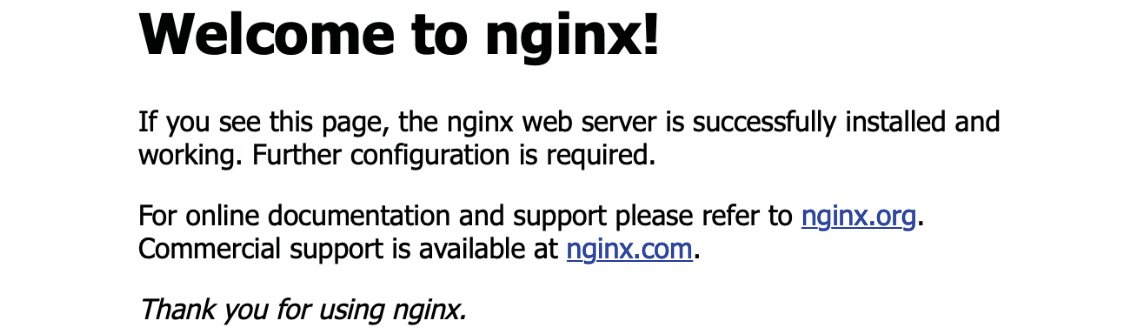 Welcome to nginx!
If you see this page, the nginx web server is successfully installed and
working. Further configuration is required.
For online documentation and support please refer to nginx.org.
Commercial support is available at nginx.com.
Thank you for using nginx.